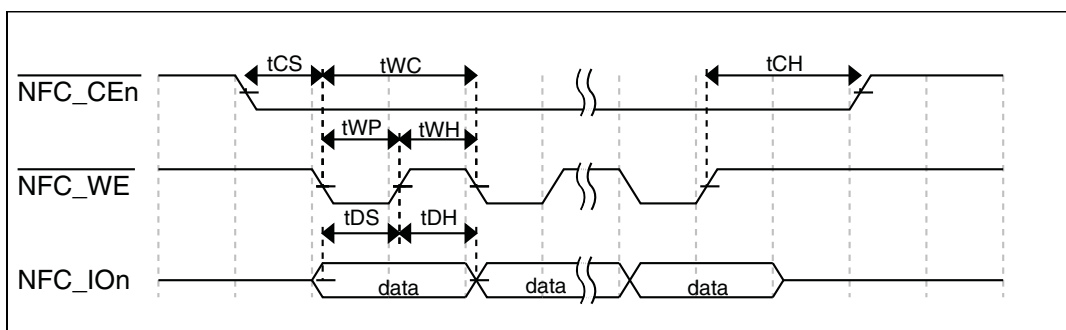 tCS tWC tCH
NFC_CEn
tWP tWH
NFC_WE
tDS tDH
NFC_IOn
data data data